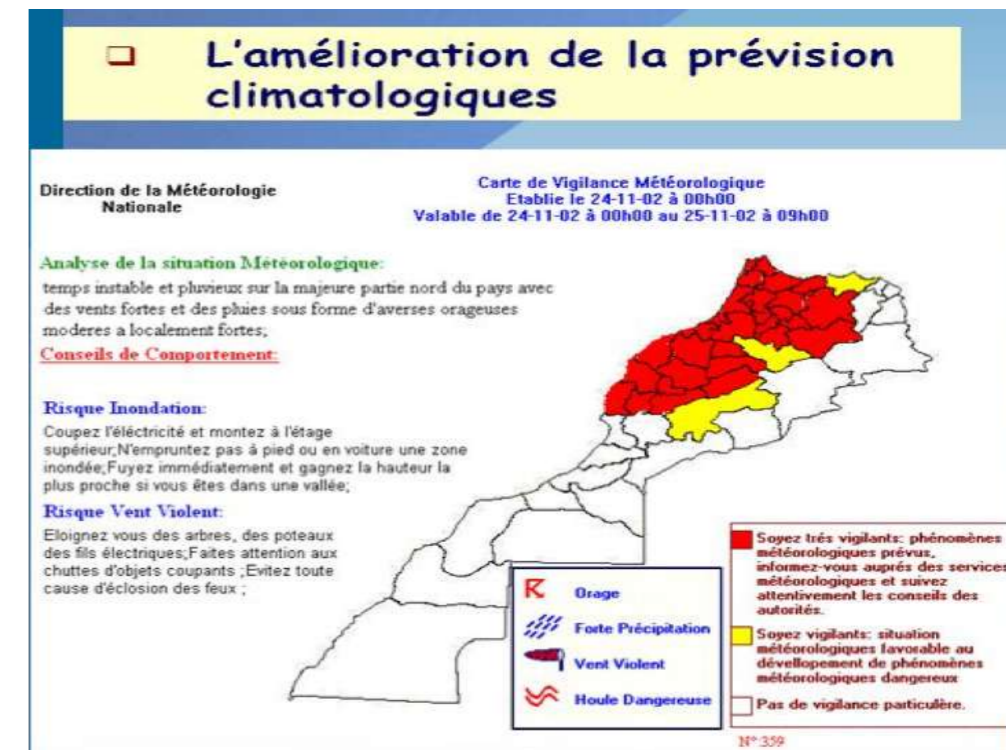 L'amélioration de la prévision
climatologiques
Direction de la Météorologie
Nationale
Carte de Vigilance Météorologique
Etablie le 24-11-02 à 00h00
Valable de 24-11-02 à 00h00 au 25-11-02 à 09h00
Analyse de la situation Météorologique:
temps instable et pluvieux sur la majeure partie nord du pays avec
des vents fortes et des pluies sous forme d'averses orageuses
moderes a localement fortes;
Conseils de Comportement:
Risque Inondation:
Coupez l'éléctricité et montez à l'étage
supérieur;N'empruntez pas à pied ou en voiture une zone
inondée;Fuyez immédiatement et gagnez la hauteur la
plus proche si vous êtes dans une vallée;
Risque Vent Violent:
Eloignez vous des arbres, des poteaux
des fils électriques;Faites attention aux
chuttes d'objets coupants ;Evitez toute
cause d'éclosion des feux ;
Orage
Forte Précipitation
Vent Violent
Houle Dangereuse
Soyez trés vigilants: phénomènes
météorologiques prévus,
informez-vous auprés des services
météorologiques et suivez
attentivement les conseils des
autorités.
Soyez vigilants: situation
météorologiques favorable au
dévellopement de phénomènes
météorologiques dangereux
Pas de vigilance particulère.
N°:359